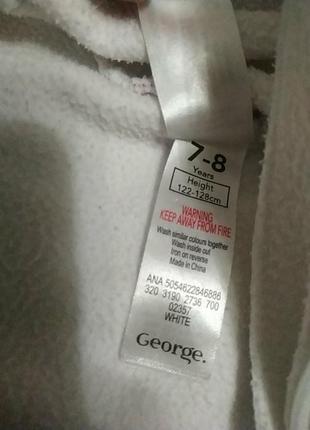 7-8
Years
Height
122-128cm
WARNING
KEEP AWAY FROM FIRE
Wash similar colours together
Wash inside out
Iron on reverse
Made in China
ANA 5054622846886
320 3190 2736 700
02357
WHITE
George.